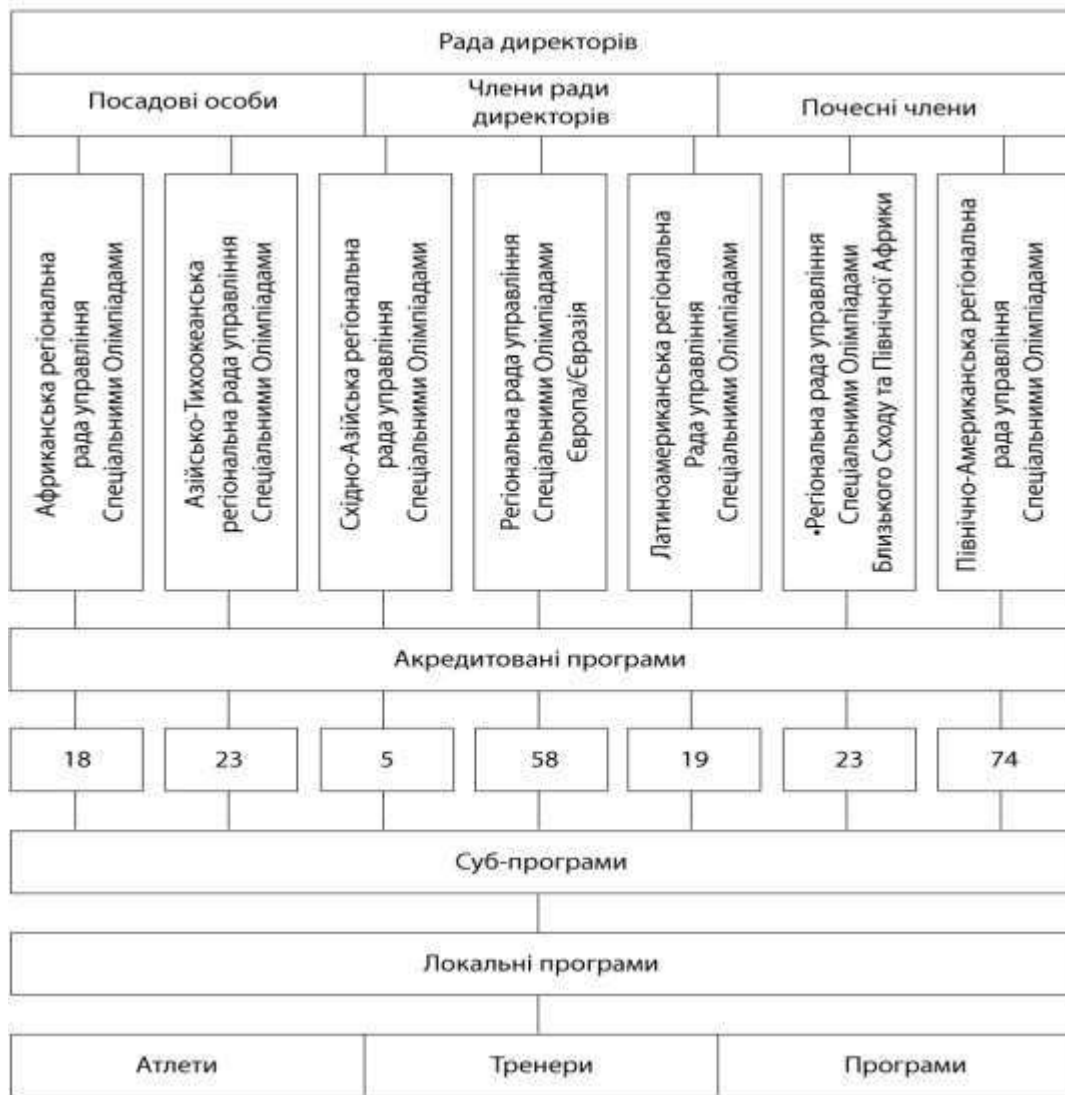 Рада директорів
Посадові особи
Члени ради
директорів
Почесні члени
Африканська регіональна
рада управління
Спеціальними Олімпіадами
Азійсько-Тихоокеанська
регіональна рада управління
Спеціальними Олімпіадами
Східно-Азійська регіональна
рада управління
Спеціальними Олімпіадами
Регіональна рада управління
Спеціальними Олімпіадами
Європа/Євразія
Латиноамериканська регіональна
Рада управління
Спеціальними Олімпіадами
•Регіональна рада управління
Спеціальними Олімпіадами
Близького Сходу та Північної Африки
Північно-Американська регіональна
рада управління
Спеціальними Олімпіадами
Акредитовані програми
18
23
5
58
19
23
74
Суб-програми
Локальні програми
Атлети
Тренери
Програми